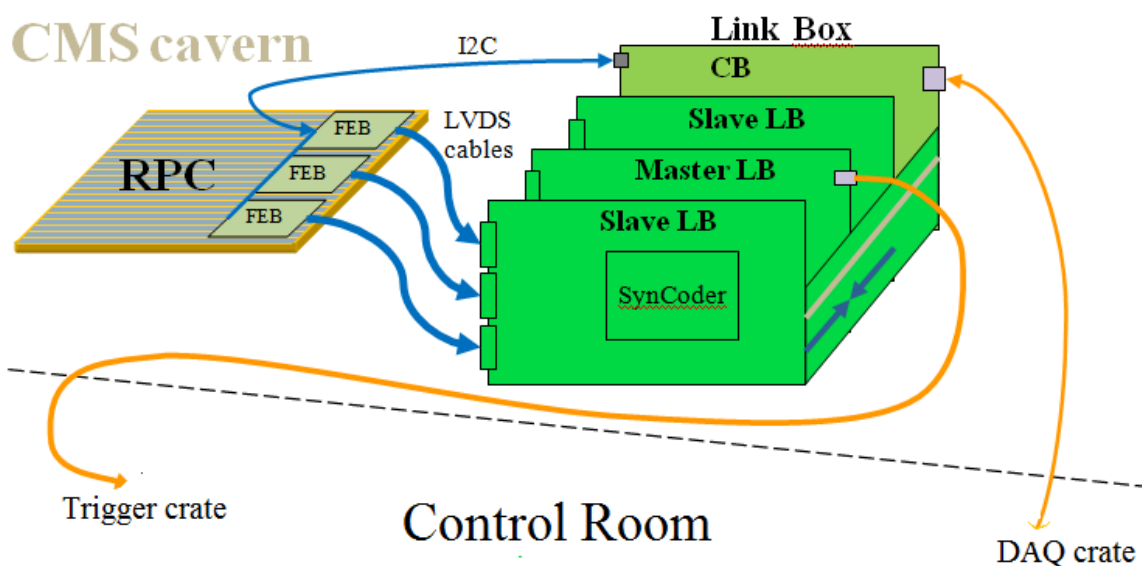 CMS cavern
Link Box
I2C
CB
FEB
LVDS
cables
Slave LB
RPC
FEB
Master LB
FEB
Slave LB
SynCoder
Trigger crate
Control Room
DAQ crate